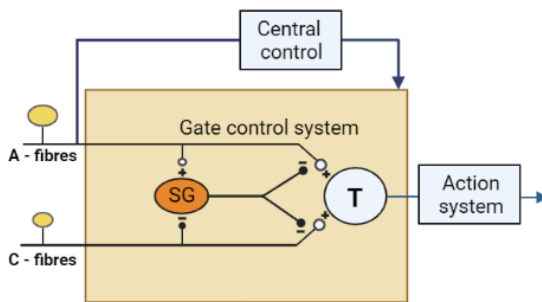 Central
control
Gate control system
A - fibres
+
-
+
SG
T
Action
system
-
-
+
C - fibres